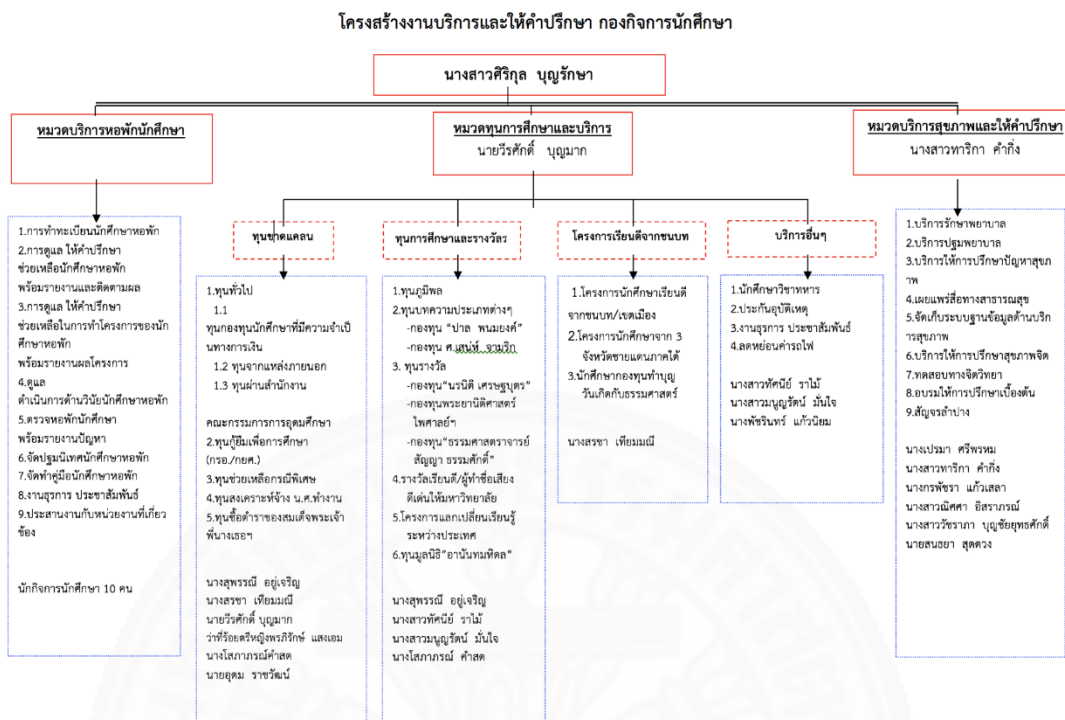 โครงสร้างงานบริการและให้คำปรึกษา กองกิจการนักศึกษา
นางสาวศิริกุล บุญรักษา
หมวดบริการหอพักนักศึกษา
หมวดทุนการศึกษาและบริการ
นายวีรศักดิ์ บุญมาก
หมวดบริการสุขภาพและให้คำปรึกษา
นางสาวทาริกา คำกิ่ง
1.การทำทะเบียนนักศึกษาหอพัก
2.การดูแล ให้คำปรึกษา
ช่วยเหลือนักศึกษาหอพัก
พร้อมรายงานและติดตามผล
3.การดูแล ให้คำปรึกษา
ช่วยเหลือในการทำโครงการของนัก
ศึกษาหอพัก
พร้อมรายงานผลโครงการ
4.ดูแล
ดำเนินการด้านวินัยนักศึกษาหอพัก
5.ตรวจหอพักนักศึกษา
พร้อมรายงานปัญหา
6.จัดปฐมนิเทศนักศึกษาหอพัก
7.จัดทำคู่มือนักศึกษาหอพัก
8.งานธุรการ ประชาสัมพันธ์
9.ประสานงานกับหน่วยงานที่เกี่ยว
ข้อง
นักกิจการนักศึกษา 10 คน
ทุนขาดแคลน
1.ทุนทั่วไป
1.1
ทุนกองทุนนักศึกษาที่มีความจำเป็
นทางการเงิน
1.2 ทุนจากแหล่งภายนอก
1.3 ทุนผ่านสำนักงาน
คณะกรรมการการอุดมศึกษา
2.ทุนกู้ยืมเพื่อการศึกษา
(กรอ./กยศ.)
3.ทุนช่วยเหลือกรณีพิเศษ
4.ทุนสงเคราะห์จ้าง น.ศ.ทำงาน
5.ทุนซื้อตำราของสมเด็จพระเจ้า
พี่นางเธอฯ
นางสุพรรณี อยู่เจริญ
นางสรชา เทียมมณี
นายวีรศักดิ์ บุญมาก
ว่าที่ร้อยตรีหญิงพรภิรักษ์ แสงเอม
นางโสภาภรณ์คำสด
นายอุดม ราชวัฒน์
ทุนการศึกษาและรางวัลร
1.ทุนภูมิพล
2.ทุนบทความประเภทต่างๆ
-กองทุน “ปาล พนมยงค์”
-กองทุน ศ.เสน่ห์ จามริก
3. ทุนรางวัล
-กองทุน“นรนิติ เศรษฐบุตร”
-กองทุนพระยานิติศาสตร์
ไพศาลย์ฯ
-กองทุน“ธรรมศาสตราจารย์
สัญญา ธรรมศักดิ์”
4.รางวัลเรียนดี/ผู้ทำชื่อเสียง
ดีเด่นให้มหาวิทยาลัย
5.โครงการแลกเปลี่ยนเรียนรู้
ระหว่างประเทศ
6.ทุนมูลนิธิ“อานันทมหิดล”
นางสุพรรณี อยู่เจริญ
นางสาวทัศนีย์ ราไม้
นางสาวมนูญรัตน์ มั่นใจ
นางโสภาภรณ์ คำสด
โครงการเรียนดีจากชนบท
1.โครงการนักศึกษาเรียนดี
จากชนบท/เขตเมือง
2.โครงการนักศึกษาจาก 3
จังหวัดชายแดนภาคใต้
3.นักศึกษากองทุนทำบุญ
วันเกิดกับธรรมศาสตร์
นางสรชา เทียมมณี
บริการอื่นๆ
1.นักศึกษาวิชาทหาร
2.ประกันอุบัติเหตุ
3.งานธุรการ ประชาสัมพันธ์
4.ลดหย่อนค่ารถไฟ
นางสาวทัศนีย์ ราไม้
นางสาวมนูญรัตน์ มั่นใจ
นางพัชรินทร์ แก้วนิยม
1.บริการรักษาพยาบาล
2.บริการปฐมพยาบาล
3.บริการให้การปรึกษาปัญหาสุขภ
าพ
4.เผยแพร่สื่อทางสาธารณสุข
5.จัดเก็บระบบฐานข้อมูลด้านบริก
ารสุขภาพ
6.บริการให้การปรึกษาสุขภาพจิต
7.ทดสอบทางจิตวิทยา
8.อบรมให้การปรึกษาเบื้องต้น
9.สัญจรลำปาง
นางเปรมา ศรีพรหม
นางสาวทาริกา คำกิ่ง
นางกรพัชรา แก้วเสลา
นางสาวณิศศา อิสราภรณ์
นางสาววัชราภา บุญชัยยุทธศักดิ์
นายสนธยา สุดดวง